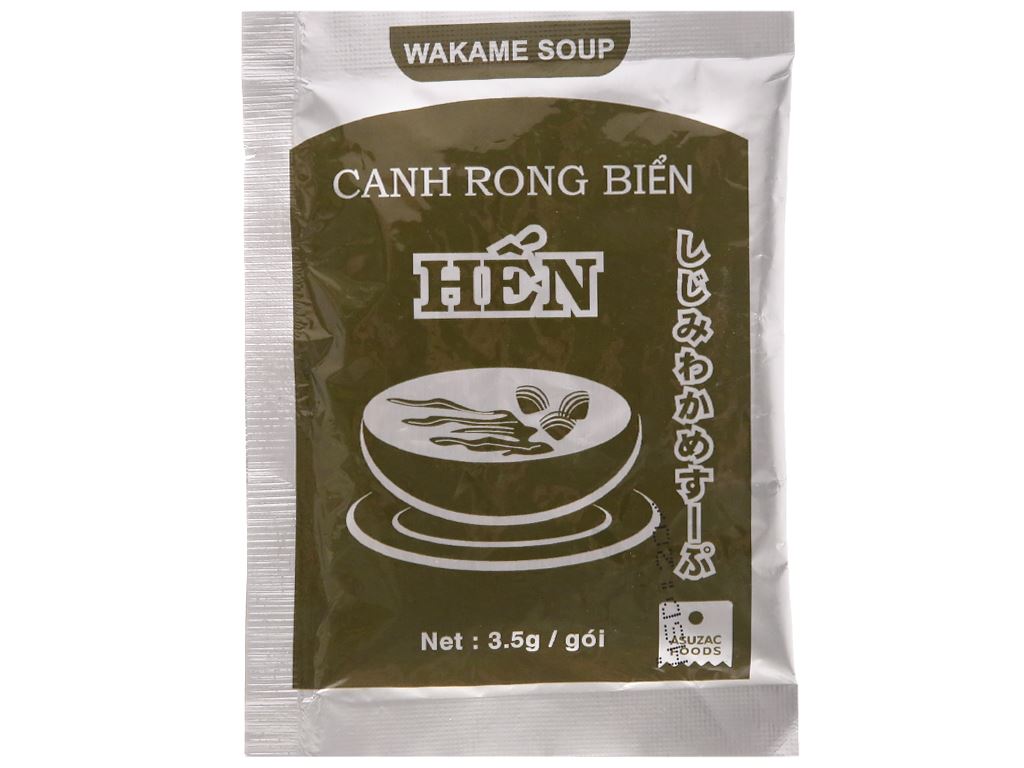 WAKAME SOUP
CANH RONG BIỂN
HẾN
しじみわかめすーぷ
Net : 3.5g / gói
ASUZAC
FOODS